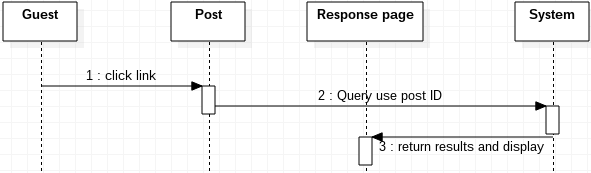 Guest
Post
Response page
System
1 : click link
2 : Query use post ID
3 : return results and display